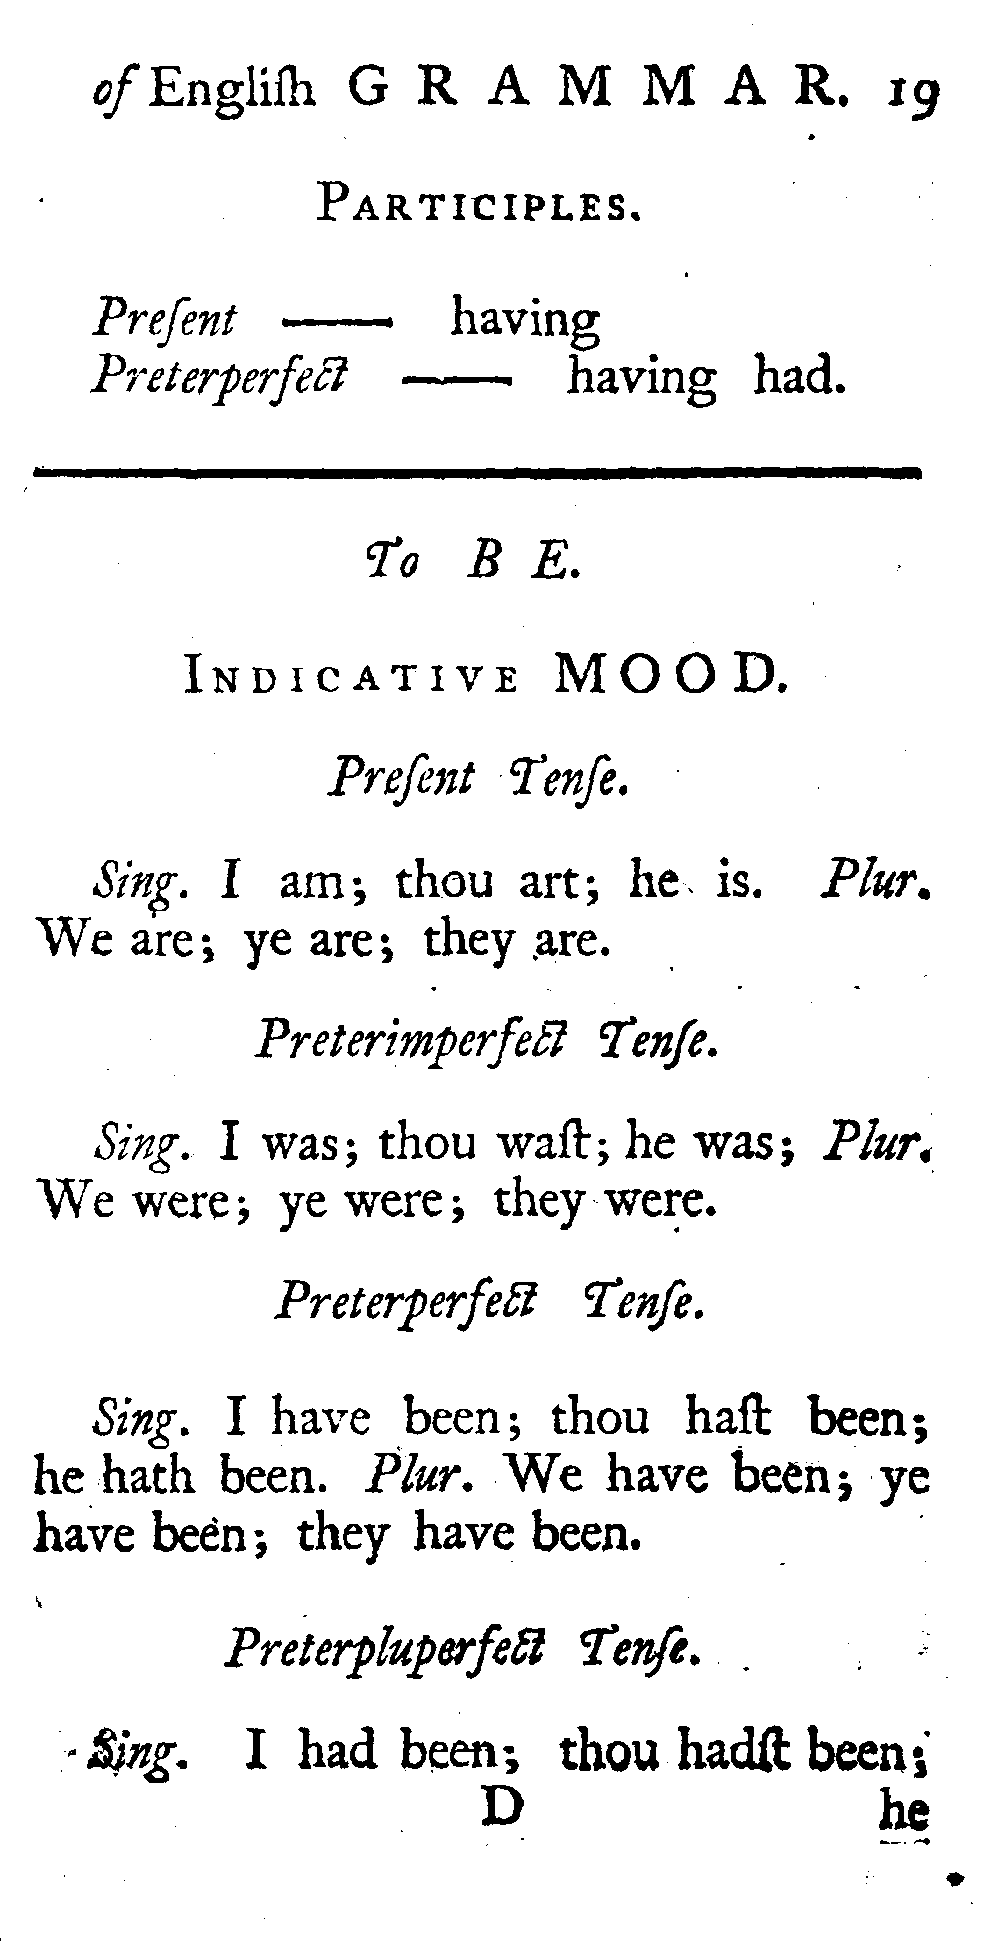 of Engliſh GRAMMAR. 19
PARTICIPLES.
Preſent —— having
Preterperfect —— having had.
To BE.
INDICATIVE MOOD.
Preſent Tenſe.
Sing. I am; thou art; he is. Plur.
We are; ye are; they are.
Preterimperfect Tenſe.
Sing. I was; thou waſt; he was; Plur.
We were; ye were; they were.
Preterperfect Tenſe.
Sing. I have been; thou haſt been;
he hath been. Plur. We have been; ye
have been; they have been.
Preterpluperfect Tenſe.
Sing. I had been; thou hadſt been;
D he